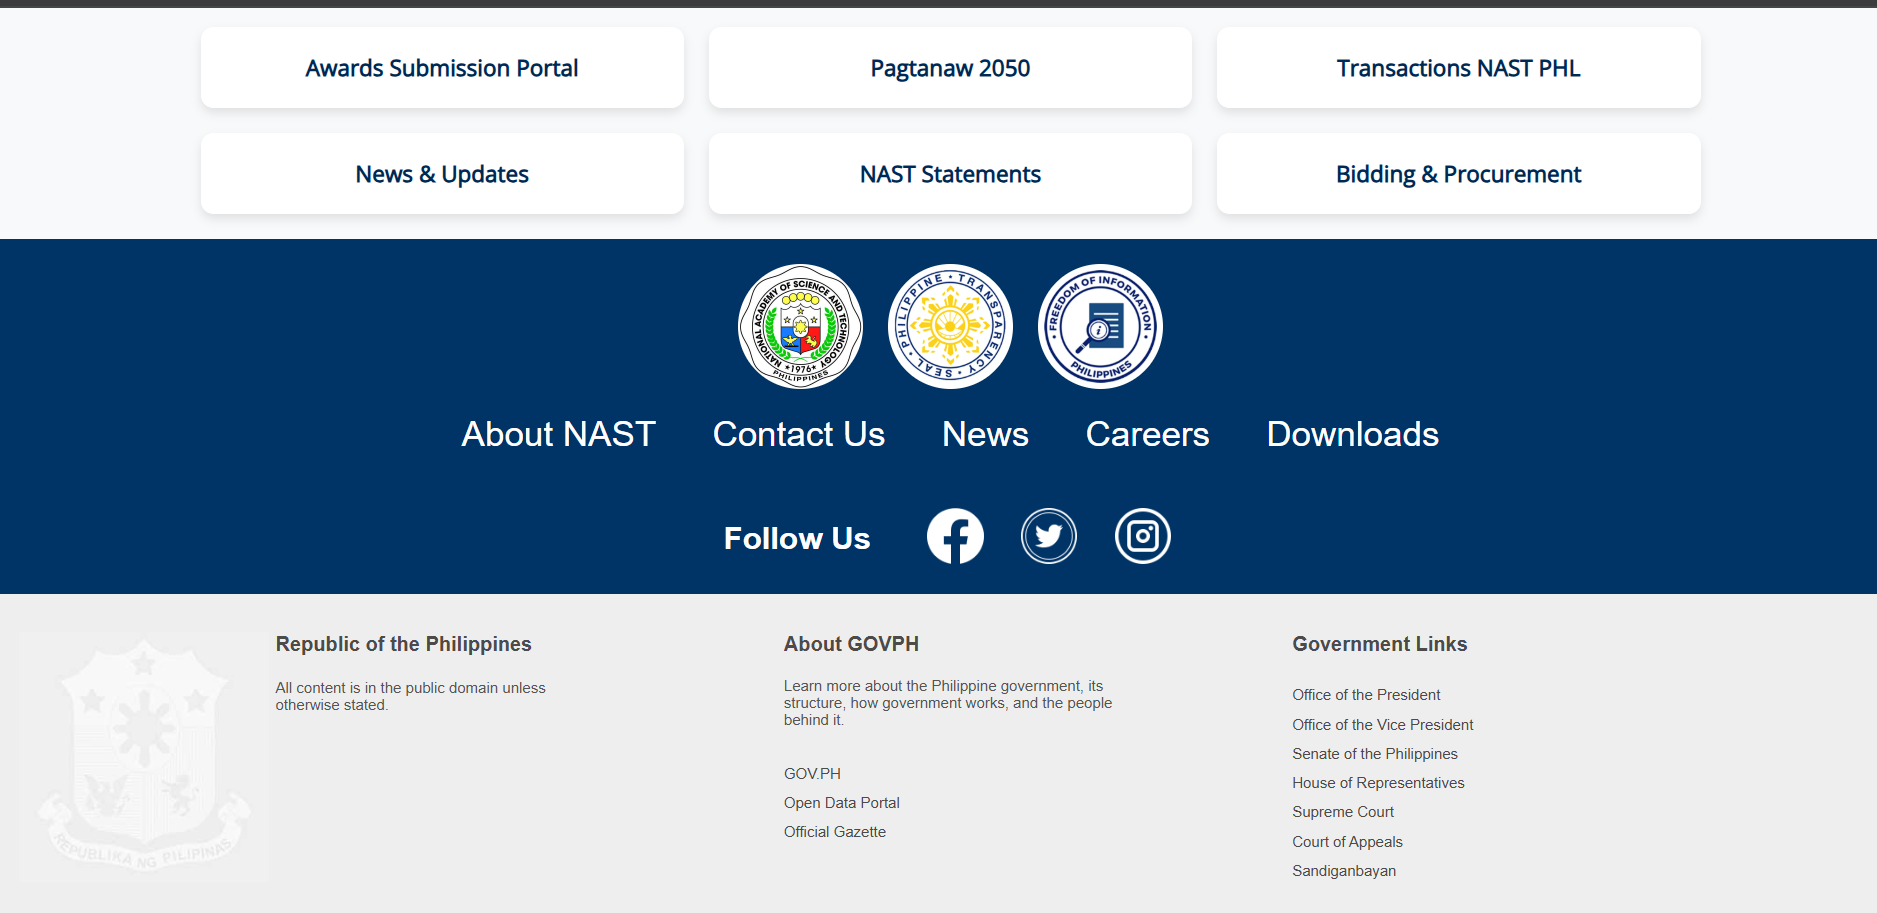 Awards Submission Portal
Pagtanaw 2050
Transactions NAST PHL
News & Updates
NAST Statements
Bidding & Procurement
NATIONAL ACADEMY OF SCIENCE AND TECHNOLOGY
*1976*
PHILIPPINES
PHILIPPINE • TRANSPARENCY • SEAL •
• FREEDOM OF INFORMATION •
PHILIPPINES
About NAST
Contact Us
News
Careers
Downloads
Follow Us
Republic of the Philippines
All content is in the public domain unless
otherwise stated.
REPUBLIKA NG PILIPINAS
About GOVPH
Learn more about the Philippine government, its
structure, how government works, and the people
behind it.
GOV.PH
Open Data Portal
Official Gazette
Government Links
Office of the President
Office of the Vice President
Senate of the Philippines
House of Representatives
Supreme Court
Court of Appeals
Sandiganbayan